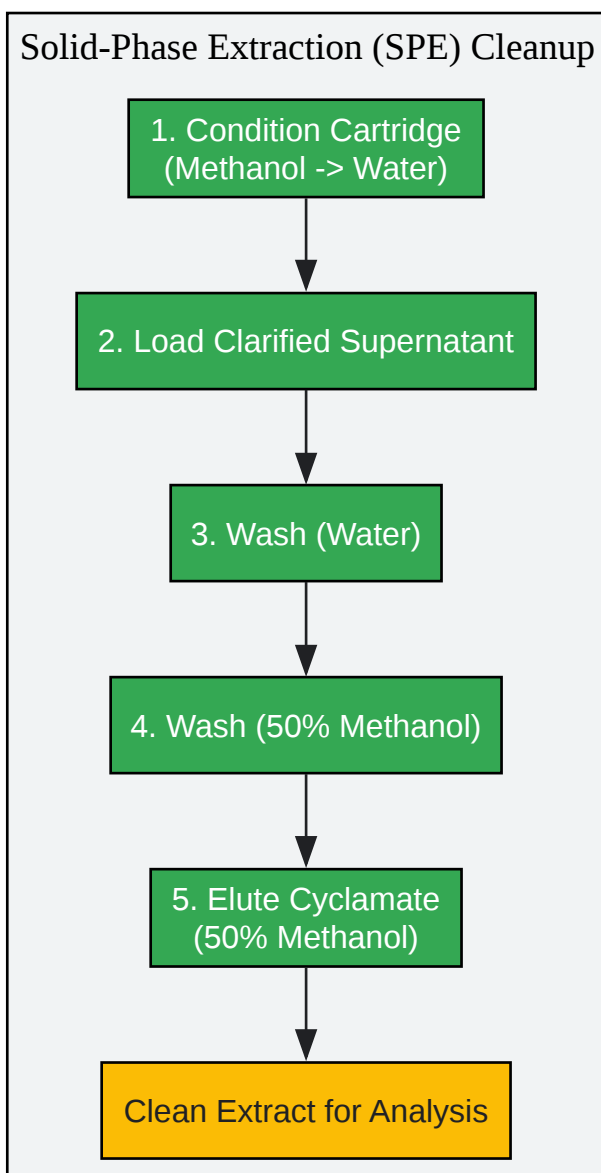 Solid-Phase Extraction (SPE) Cleanup
1. Condition Cartridge
(Methanol -> Water)
2. Load Clarified Supernatant
3. Wash (Water)
4. Wash (50% Methanol)
5. Elute Cyclamate
(50% Methanol)
Clean Extract for Analysis